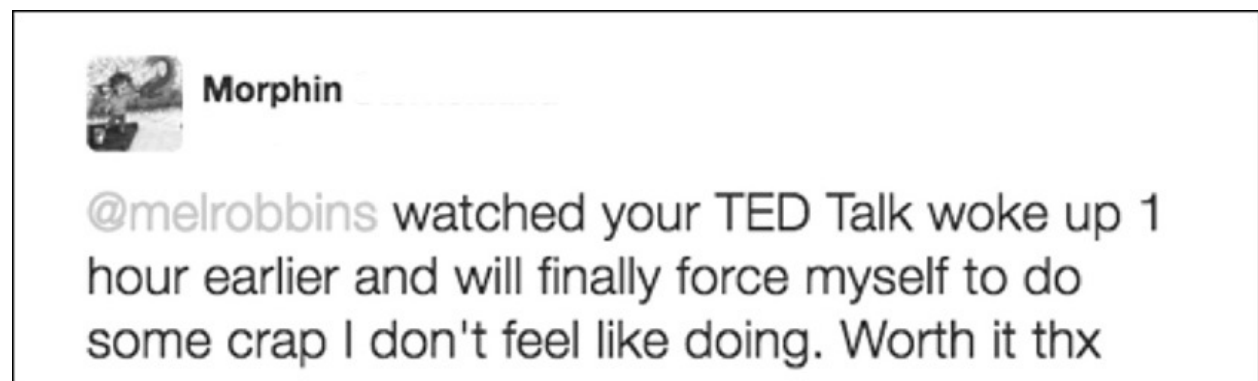 Morphin
@melrobbins watched your TED Talk woke up 1
hour earlier and will finally force myself to do
some crap I don't feel like doing. Worth it thx